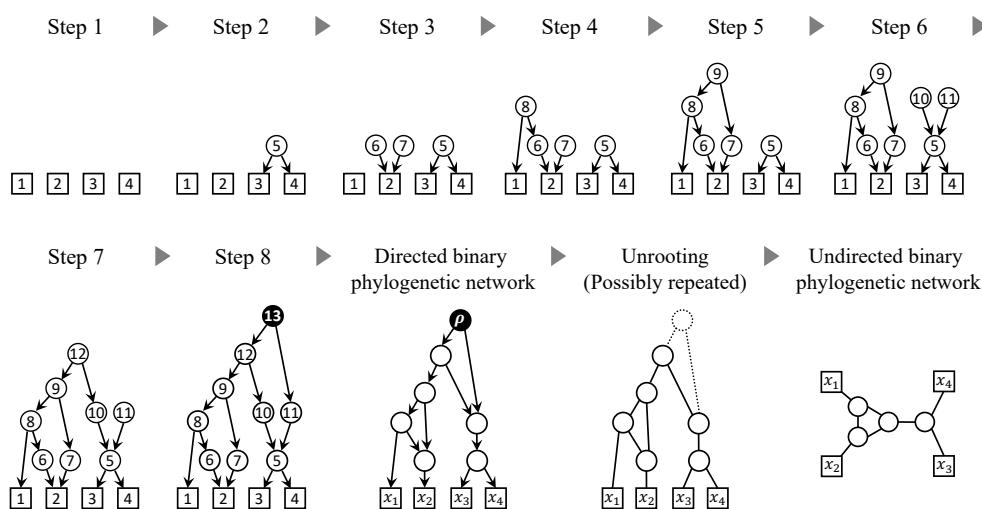 Step 1 Step 2 Step 3 Step 4 Step 5 Step 6
9 9
8 8 8 10 11
5 6 7 5 6 7 5 6 7 5 6 7 5
1 2 3 4 1 2 3 4 1 2 3 4 1 2 3 4 1 2 3 4 1 2 3 4
Step 7 Step 8 Directed binary Unrooting Undirected binary
phylogenetic network (Possibly repeated) phylogenetic network
13 ρ
12 12
9 9
8 10 11 8 10 11
6 7 5 6 7 5
1 2 3 4 1 2 3 4 x₁ x₂ x₃ x₄ x₁ x₂ x₃ x₄
x₁ x₄
x₂ x₃